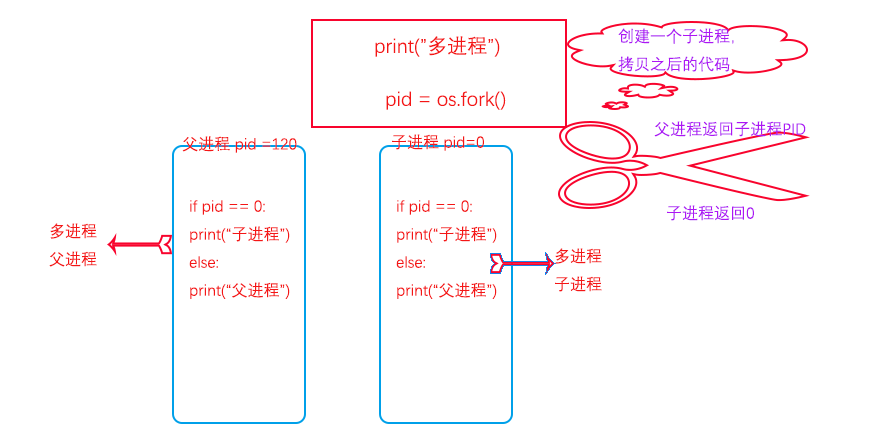 print("多进程")
pid = os.fork()
创建一个子进程,
拷贝之后的代码
父进程返回子进程PID
子进程返回0
父进程 pid =120
if pid == 0:
print(“子进程”)
else:
print(“父进程”)
多进程
父进程
子进程 pid=0
if pid == 0:
print(“子进程”)
else:
print(“父进程”)
多进程
子进程